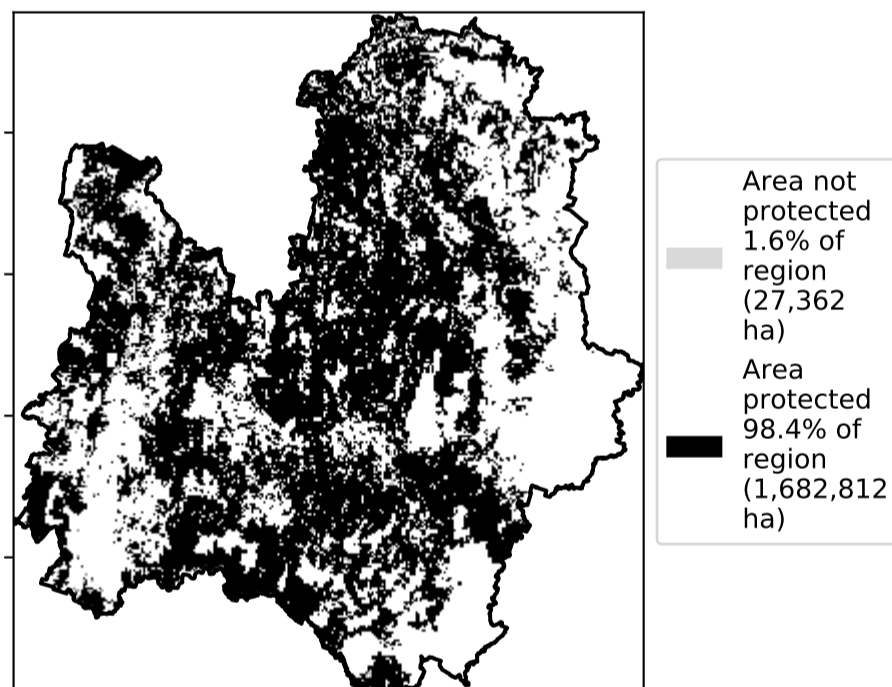 Area not
protected
1.6% of
region
(27,362
ha)
Area
protected
98.4% of
region
(1,682,812
ha)